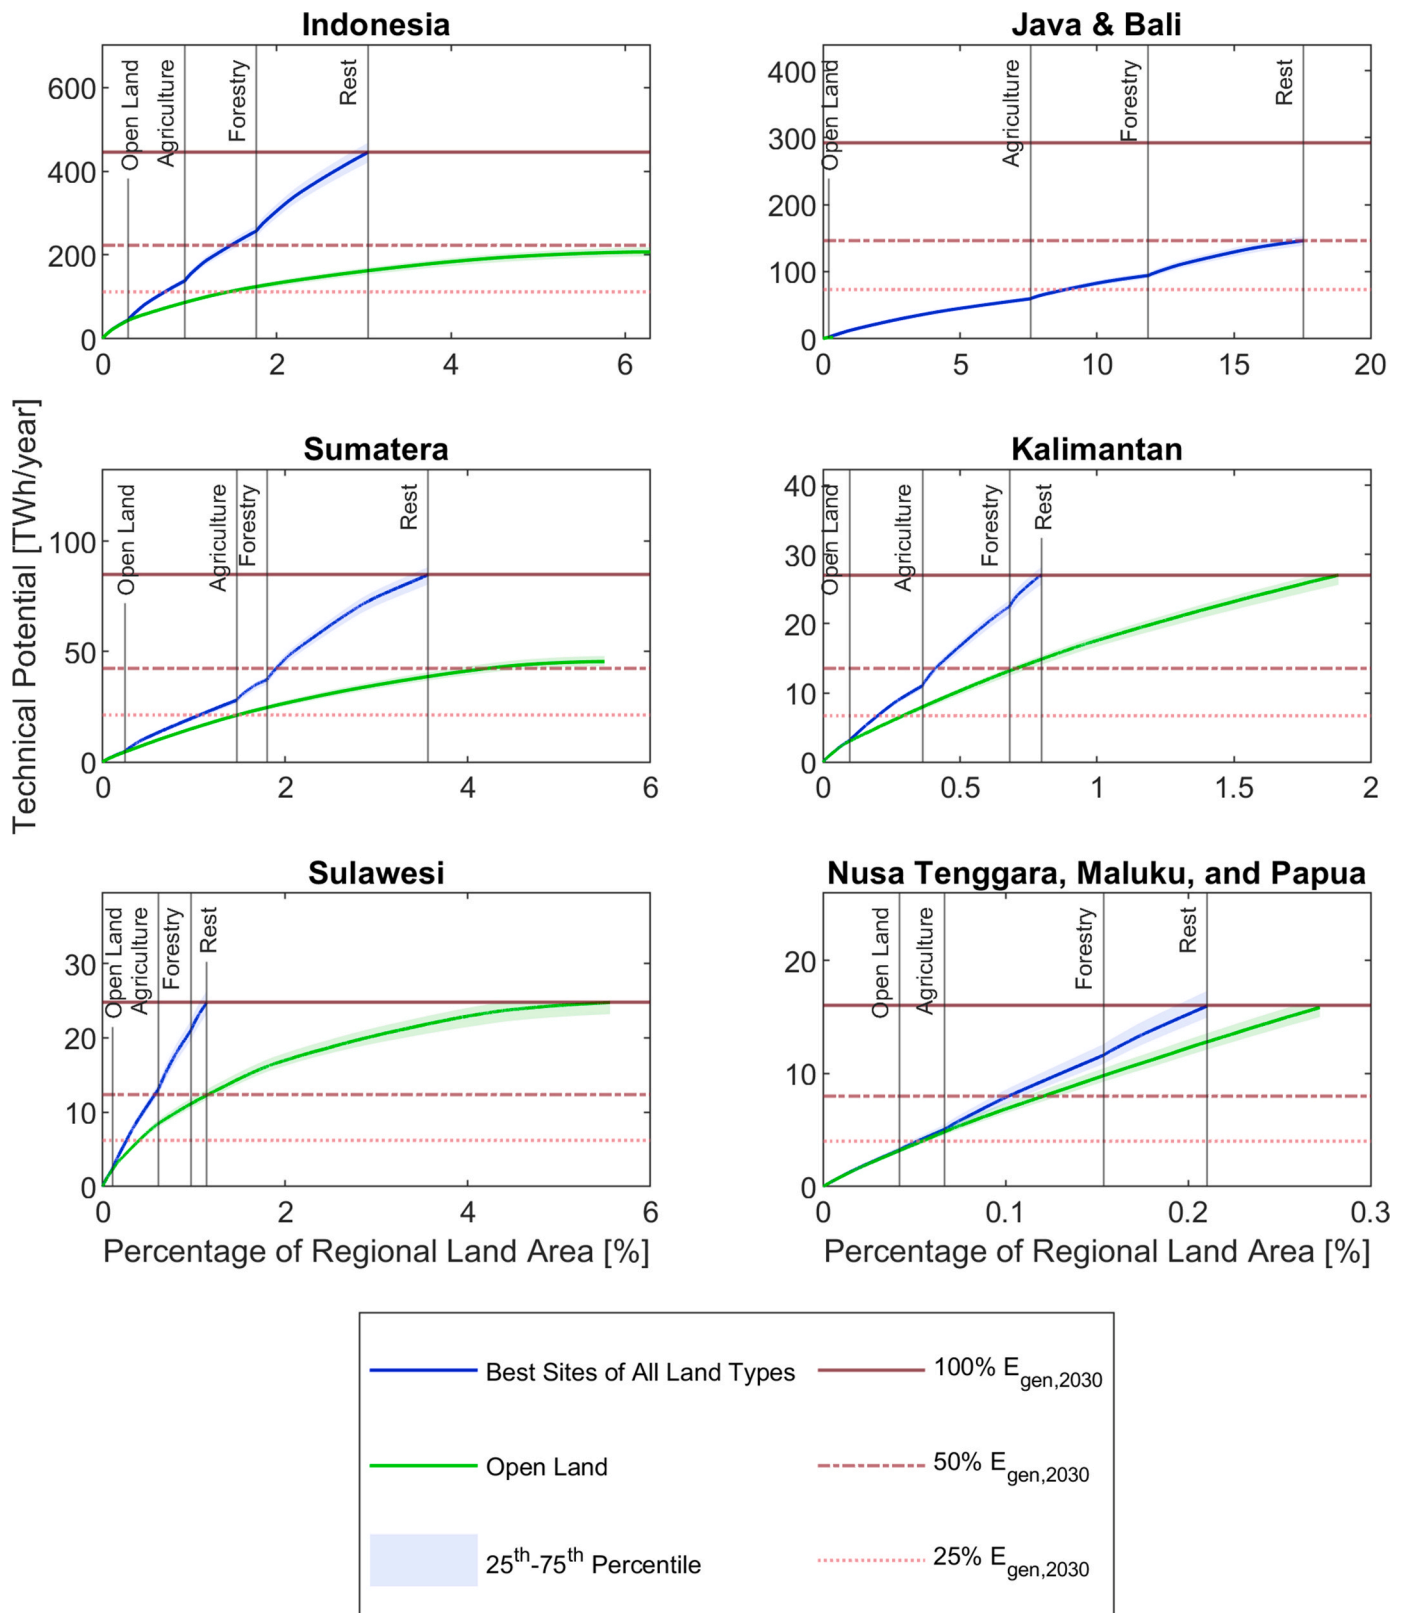 Indonesia
600
400
200
0
0
2
4
6
Open Land
Agriculture
Forestry
Rest
Java & Bali
400
300
200
100
0
0
5
10
15
20
Open Land
Agriculture
Forestry
Rest
Technical Potential [TWh/year]
Sumatera
100
50
0
0
2
4
6
Open Land
Agriculture
Forestry
Rest
Kalimantan
40
30
20
10
0
0
0.5
1
1.5
2
Open Land
Agriculture
Forestry
Rest
Sulawesi
30
20
10
0
0
2
4
6
Open Land
Agriculture
Forestry
Rest
Percentage of Regional Land Area [%]
Nusa Tenggara, Maluku, and Papua
20
10
0
0
0.1
0.2
0.3
Open Land
Agriculture
Forestry
Rest
Percentage of Regional Land Area [%]
Best Sites of All Land Types
Open Land
25th-75th Percentile
100% Egen,2030
50% Egen,2030
25% Egen,2030